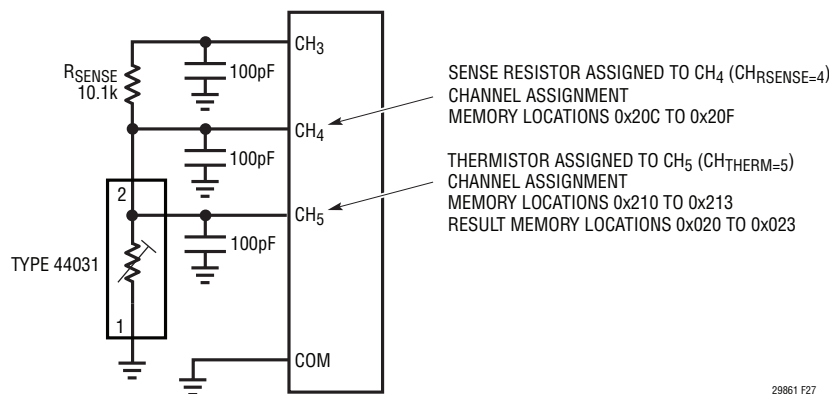 CH3
RSENSE
10.1k
100pF
SENSE RESISTOR ASSIGNED TO CH4 (CHRSENSE=4)
CHANNEL ASSIGNMENT
MEMORY LOCATIONS 0x20C TO 0x20F
CH4
100pF
THERMISTOR ASSIGNED TO CH5 (CHTHERM=5)
CHANNEL ASSIGNMENT
MEMORY LOCATIONS 0x210 TO 0x213
RESULT MEMORY LOCATIONS 0x020 TO 0x023
2
CH5
100pF
TYPE 44031
1
COM
29861 F27